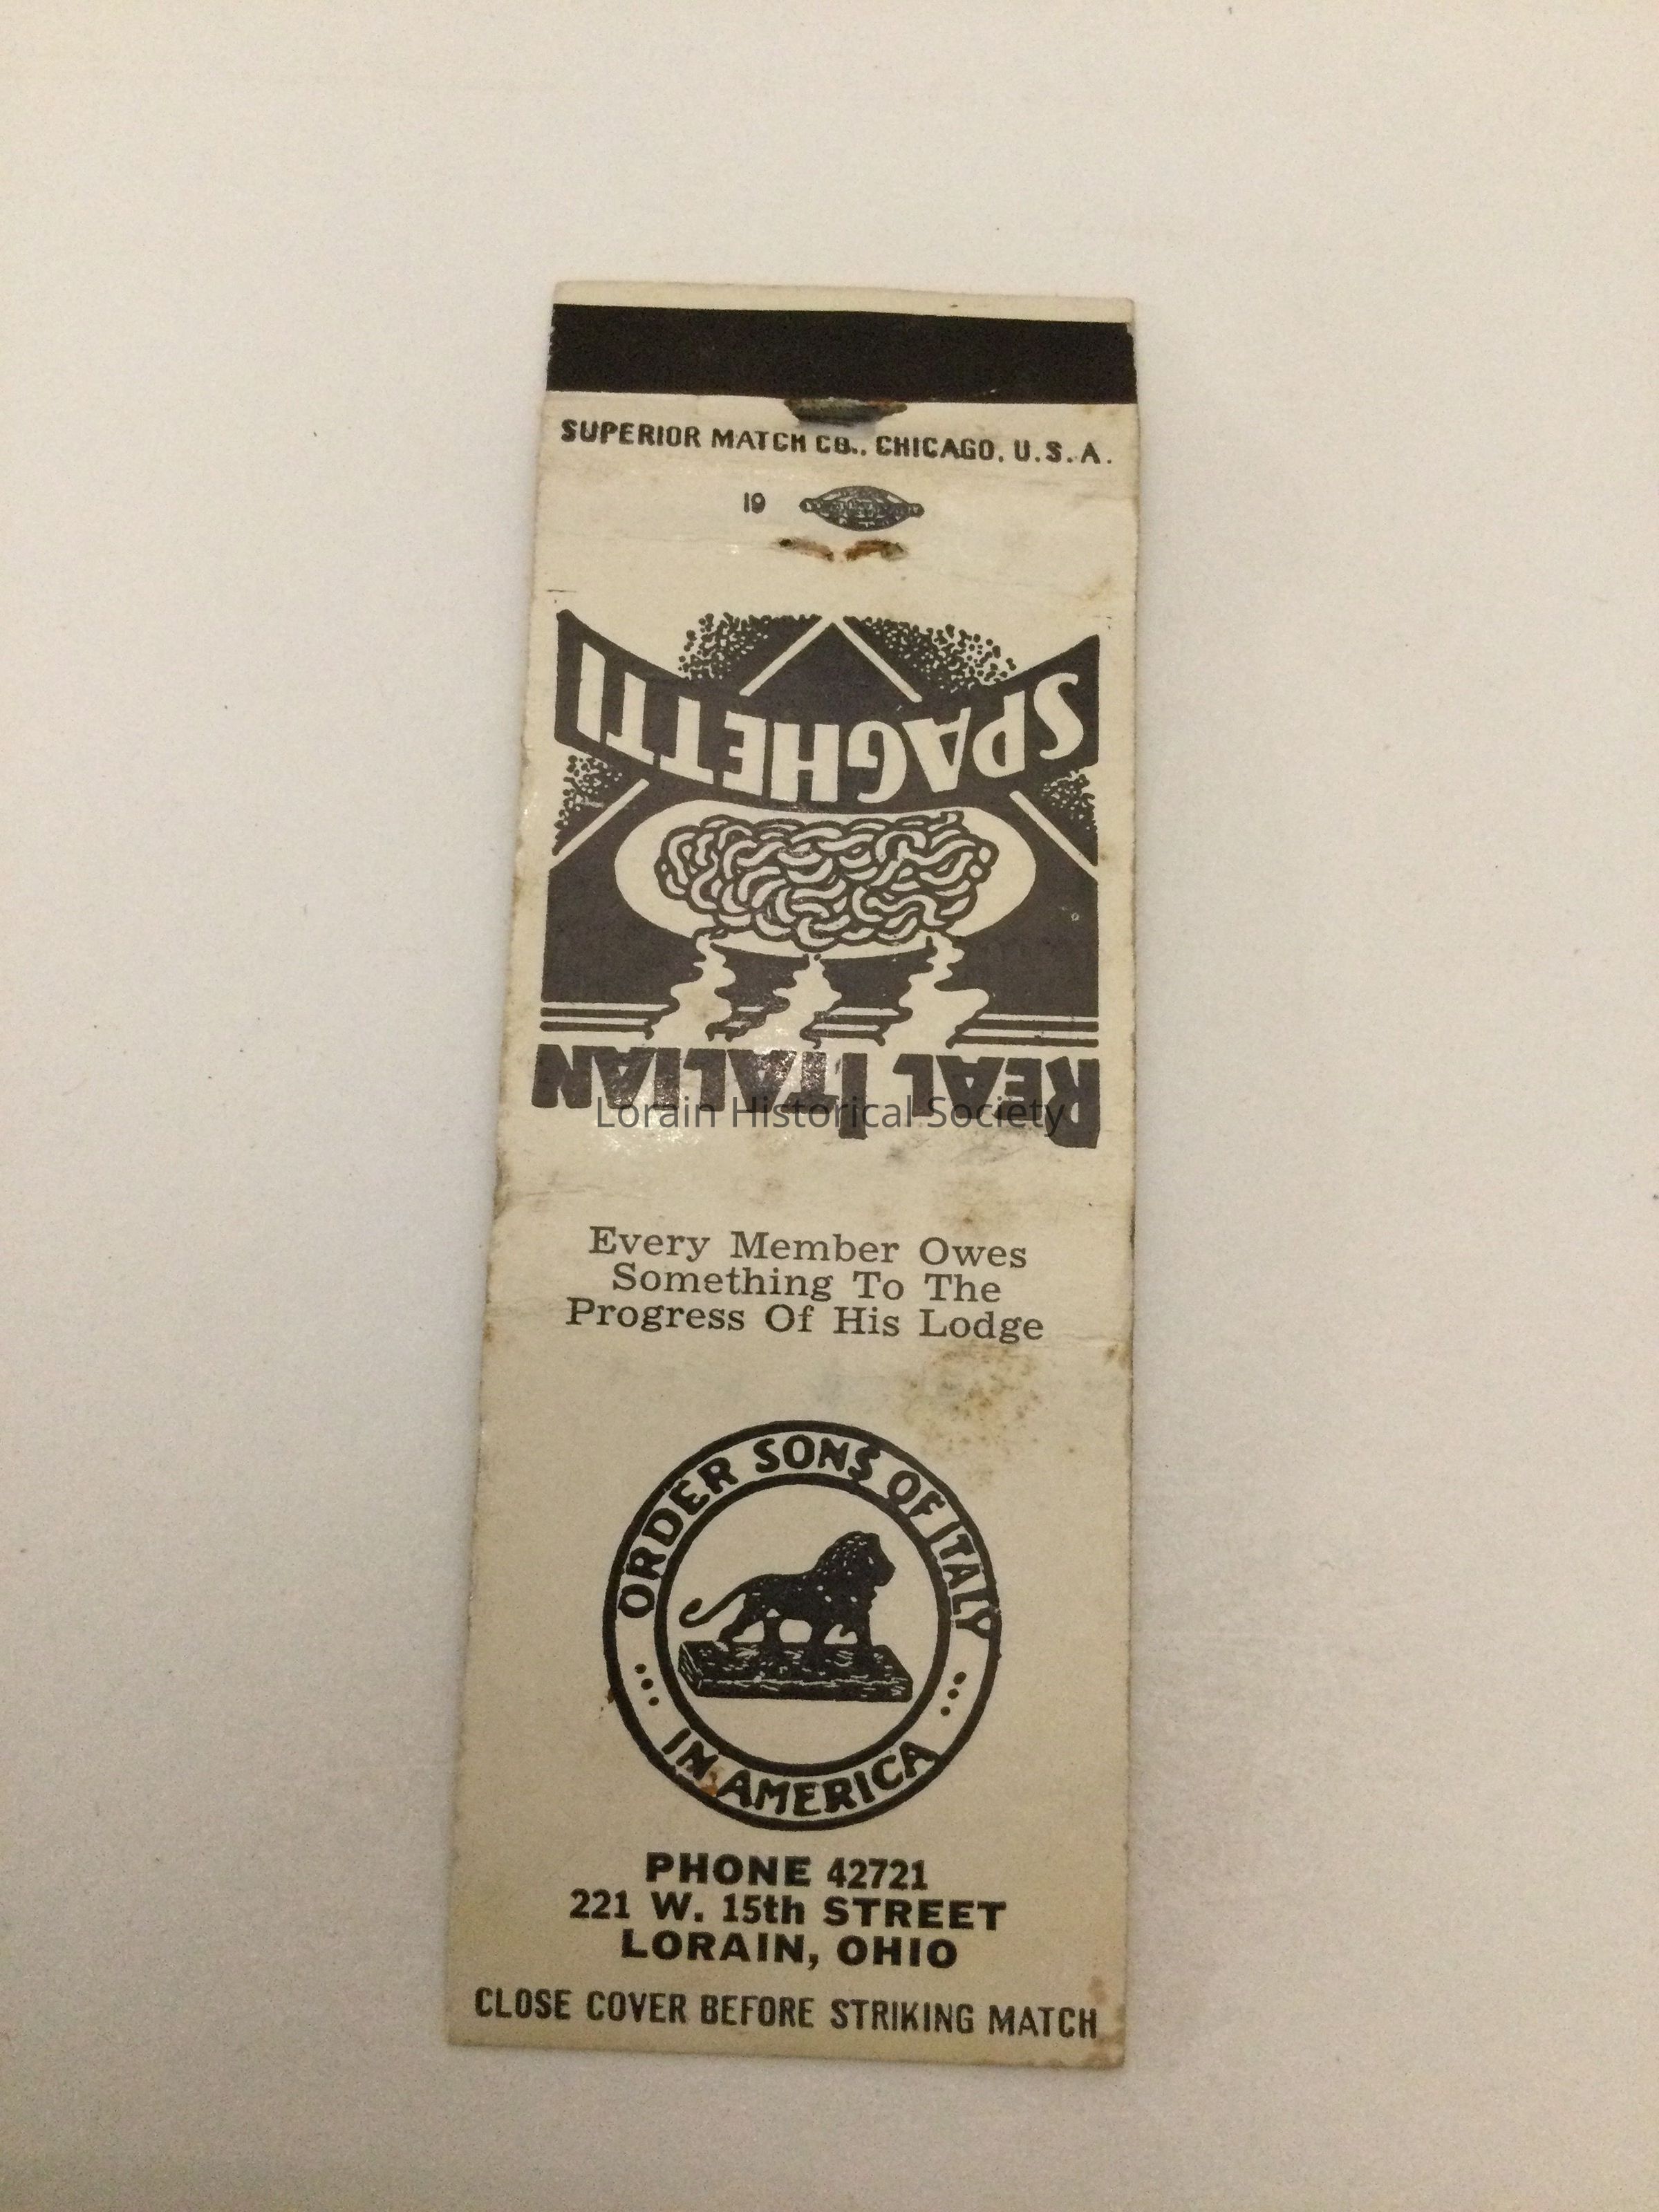 SUPERIOR MATCH CO., CHICAGO, U.S.A.
19
REAL ITALIAN
SPAGHETTI
Lorain Historical Society
Every Member Owes
Something To The
Progress Of His Lodge
ORDER SONS OF ITALY
IN AMERICA
PHONE 42721
221 W. 15th STREET
LORAIN, OHIO
CLOSE COVER BEFORE STRIKING MATCH